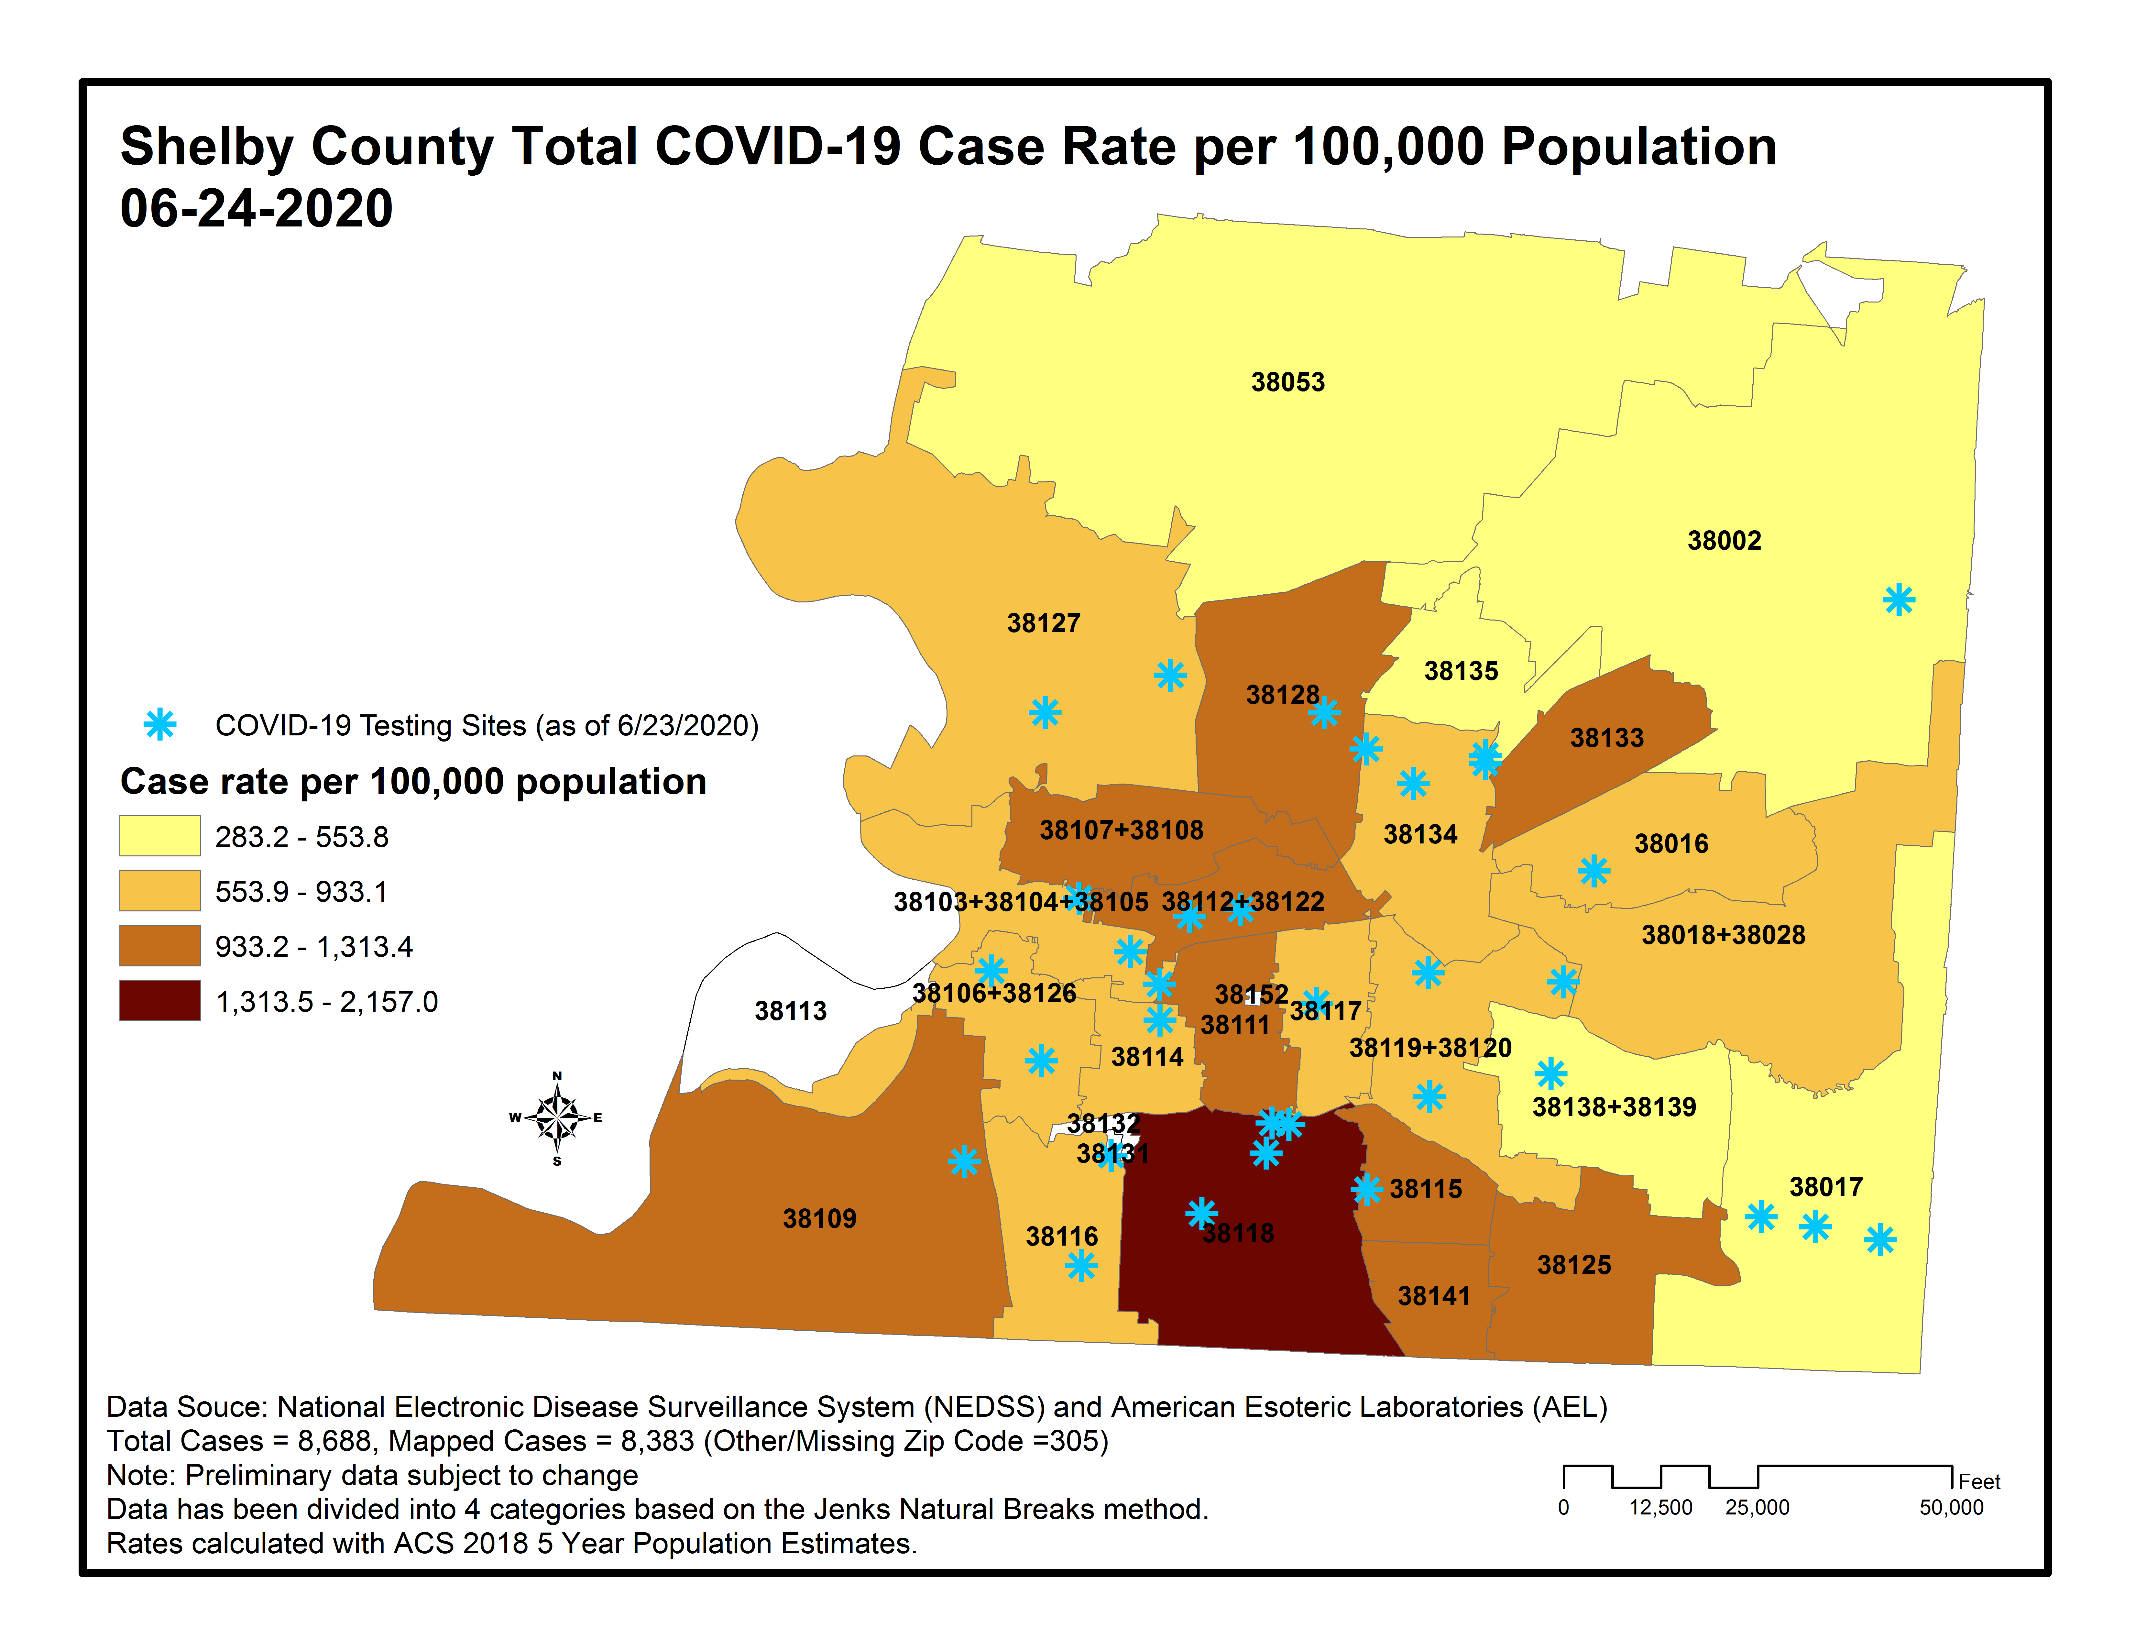 Shelby County Total COVID-19 Case Rate per 100,000 Population
06-24-2020
38053
38002
38127
38135
38128
COVID-19 Testing Sites (as of 6/23/2020)
38133
Case rate per 100,000 population
283.2 - 553.8
553.9 - 933.1
933.2 - 1,313.4
1,313.5 - 2,157.0
38107+38108
38134
38016
38103+38104+38105
38112+38122
38018+38028
38106+38126
38152
38113
38117
38111
38119+38120
38114
38138+38139
38132
38131
38115
38017
38109
38116
38118
38125
38141
N
W E
S
Data Souce: National Electronic Disease Surveillance System (NEDSS) and American Esoteric Laboratories (AEL)
Total Cases = 8,688, Mapped Cases = 8,383 (Other/Missing Zip Code =305)
Note: Preliminary data subject to change
Data has been divided into 4 categories based on the Jenks Natural Breaks method.
Rates calculated with ACS 2018 5 Year Population Estimates.
Feet
0 12,500 25,000 50,000